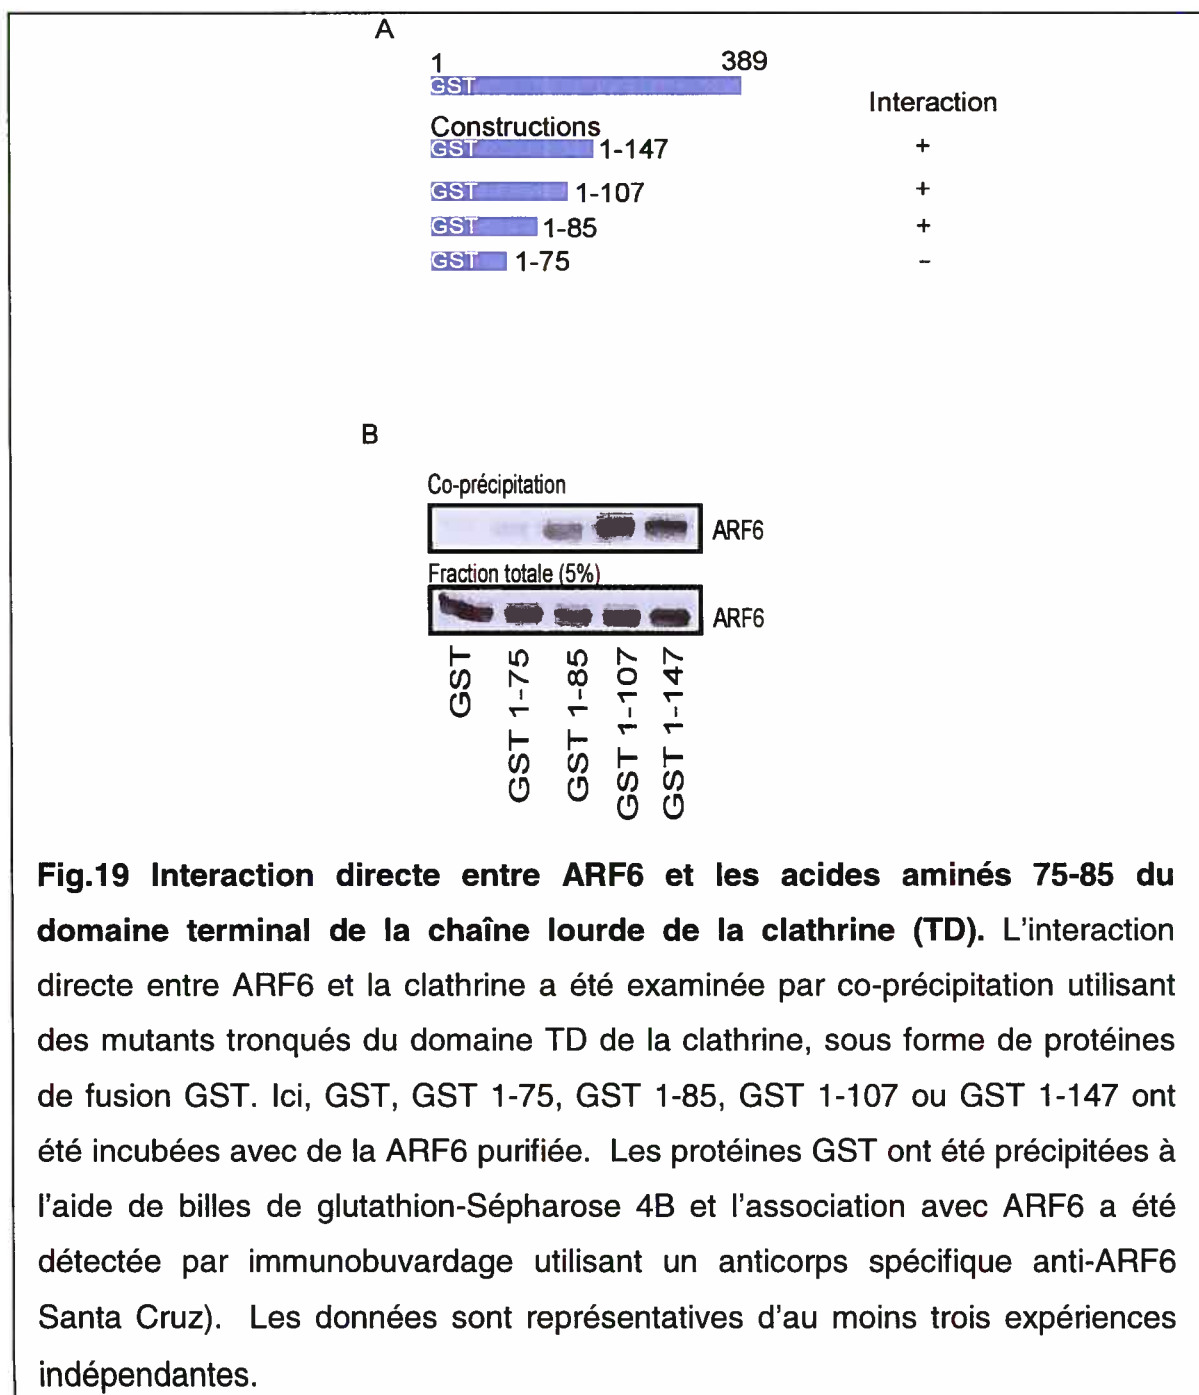 A
1 389
GST
Interaction
Constructions
GST 1-147 +
GST 1-107 +
GST 1-85 +
GST 1-75 -
B
Co-précipitation
ARF6
Fraction totale (5%)
ARF6
GST
GST 1-75
GST 1-85
GST 1-107
GST 1-147
Fig.19 Interaction directe entre ARF6 et les acides aminés 75-85 du
domaine terminal de la chaîne lourde de la clathrine (TD). L'interaction
directe entre ARF6 et la clathrine a été examinée par co-précipitation utilisant
des mutants tronqués du domaine TD de la clathrine, sous forme de protéines
de fusion GST. Ici, GST, GST 1-75, GST 1-85, GST 1-107 ou GST 1-147 ont
été incubées avec de la ARF6 purifiée. Les protéines GST ont été précipitées à
l'aide de billes de glutathion-Sépharose 4B et l'association avec ARF6 a été
détectée par immunobuvardage utilisant un anticorps spécifique anti-ARF6
Santa Cruz). Les données sont représentatives d'au moins trois expériences
indépendantes.